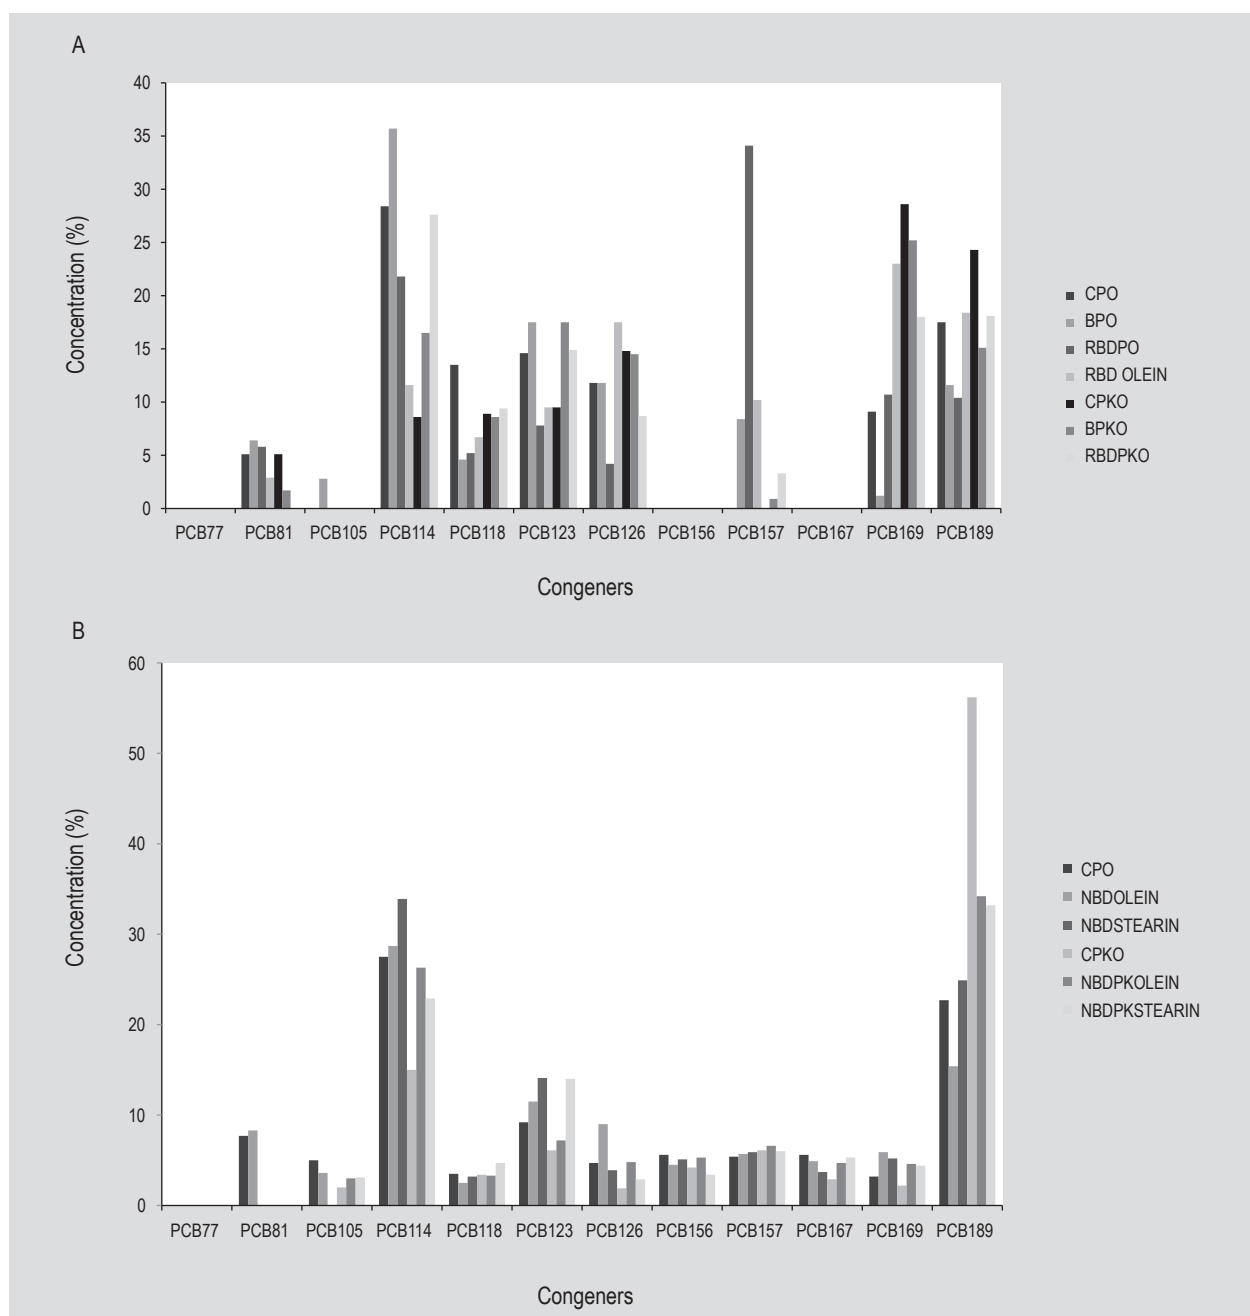 A
40
35
30
25
20
15
10
5
0
Concentration (%)
PCB77 PCB81 PCB105 PCB114 PCB118 PCB123 PCB126 PCB156 PCB157 PCB167 PCB169 PCB189
Congeners
CPO
BPO
RBDPO
RBD OLEIN
CPKO
BPKO
RBDPKO
B
60
50
40
30
20
10
0
Concentration (%)
PCB77 PCB81 PCB105 PCB114 PCB118 PCB123 PCB126 PCB156 PCB157 PCB167 PCB169 PCB189
Congeners
CPO
NBDOLEIN
NBDSTEARIN
CPKO
NBDPKOLEIN
NBDPKSTEARIN